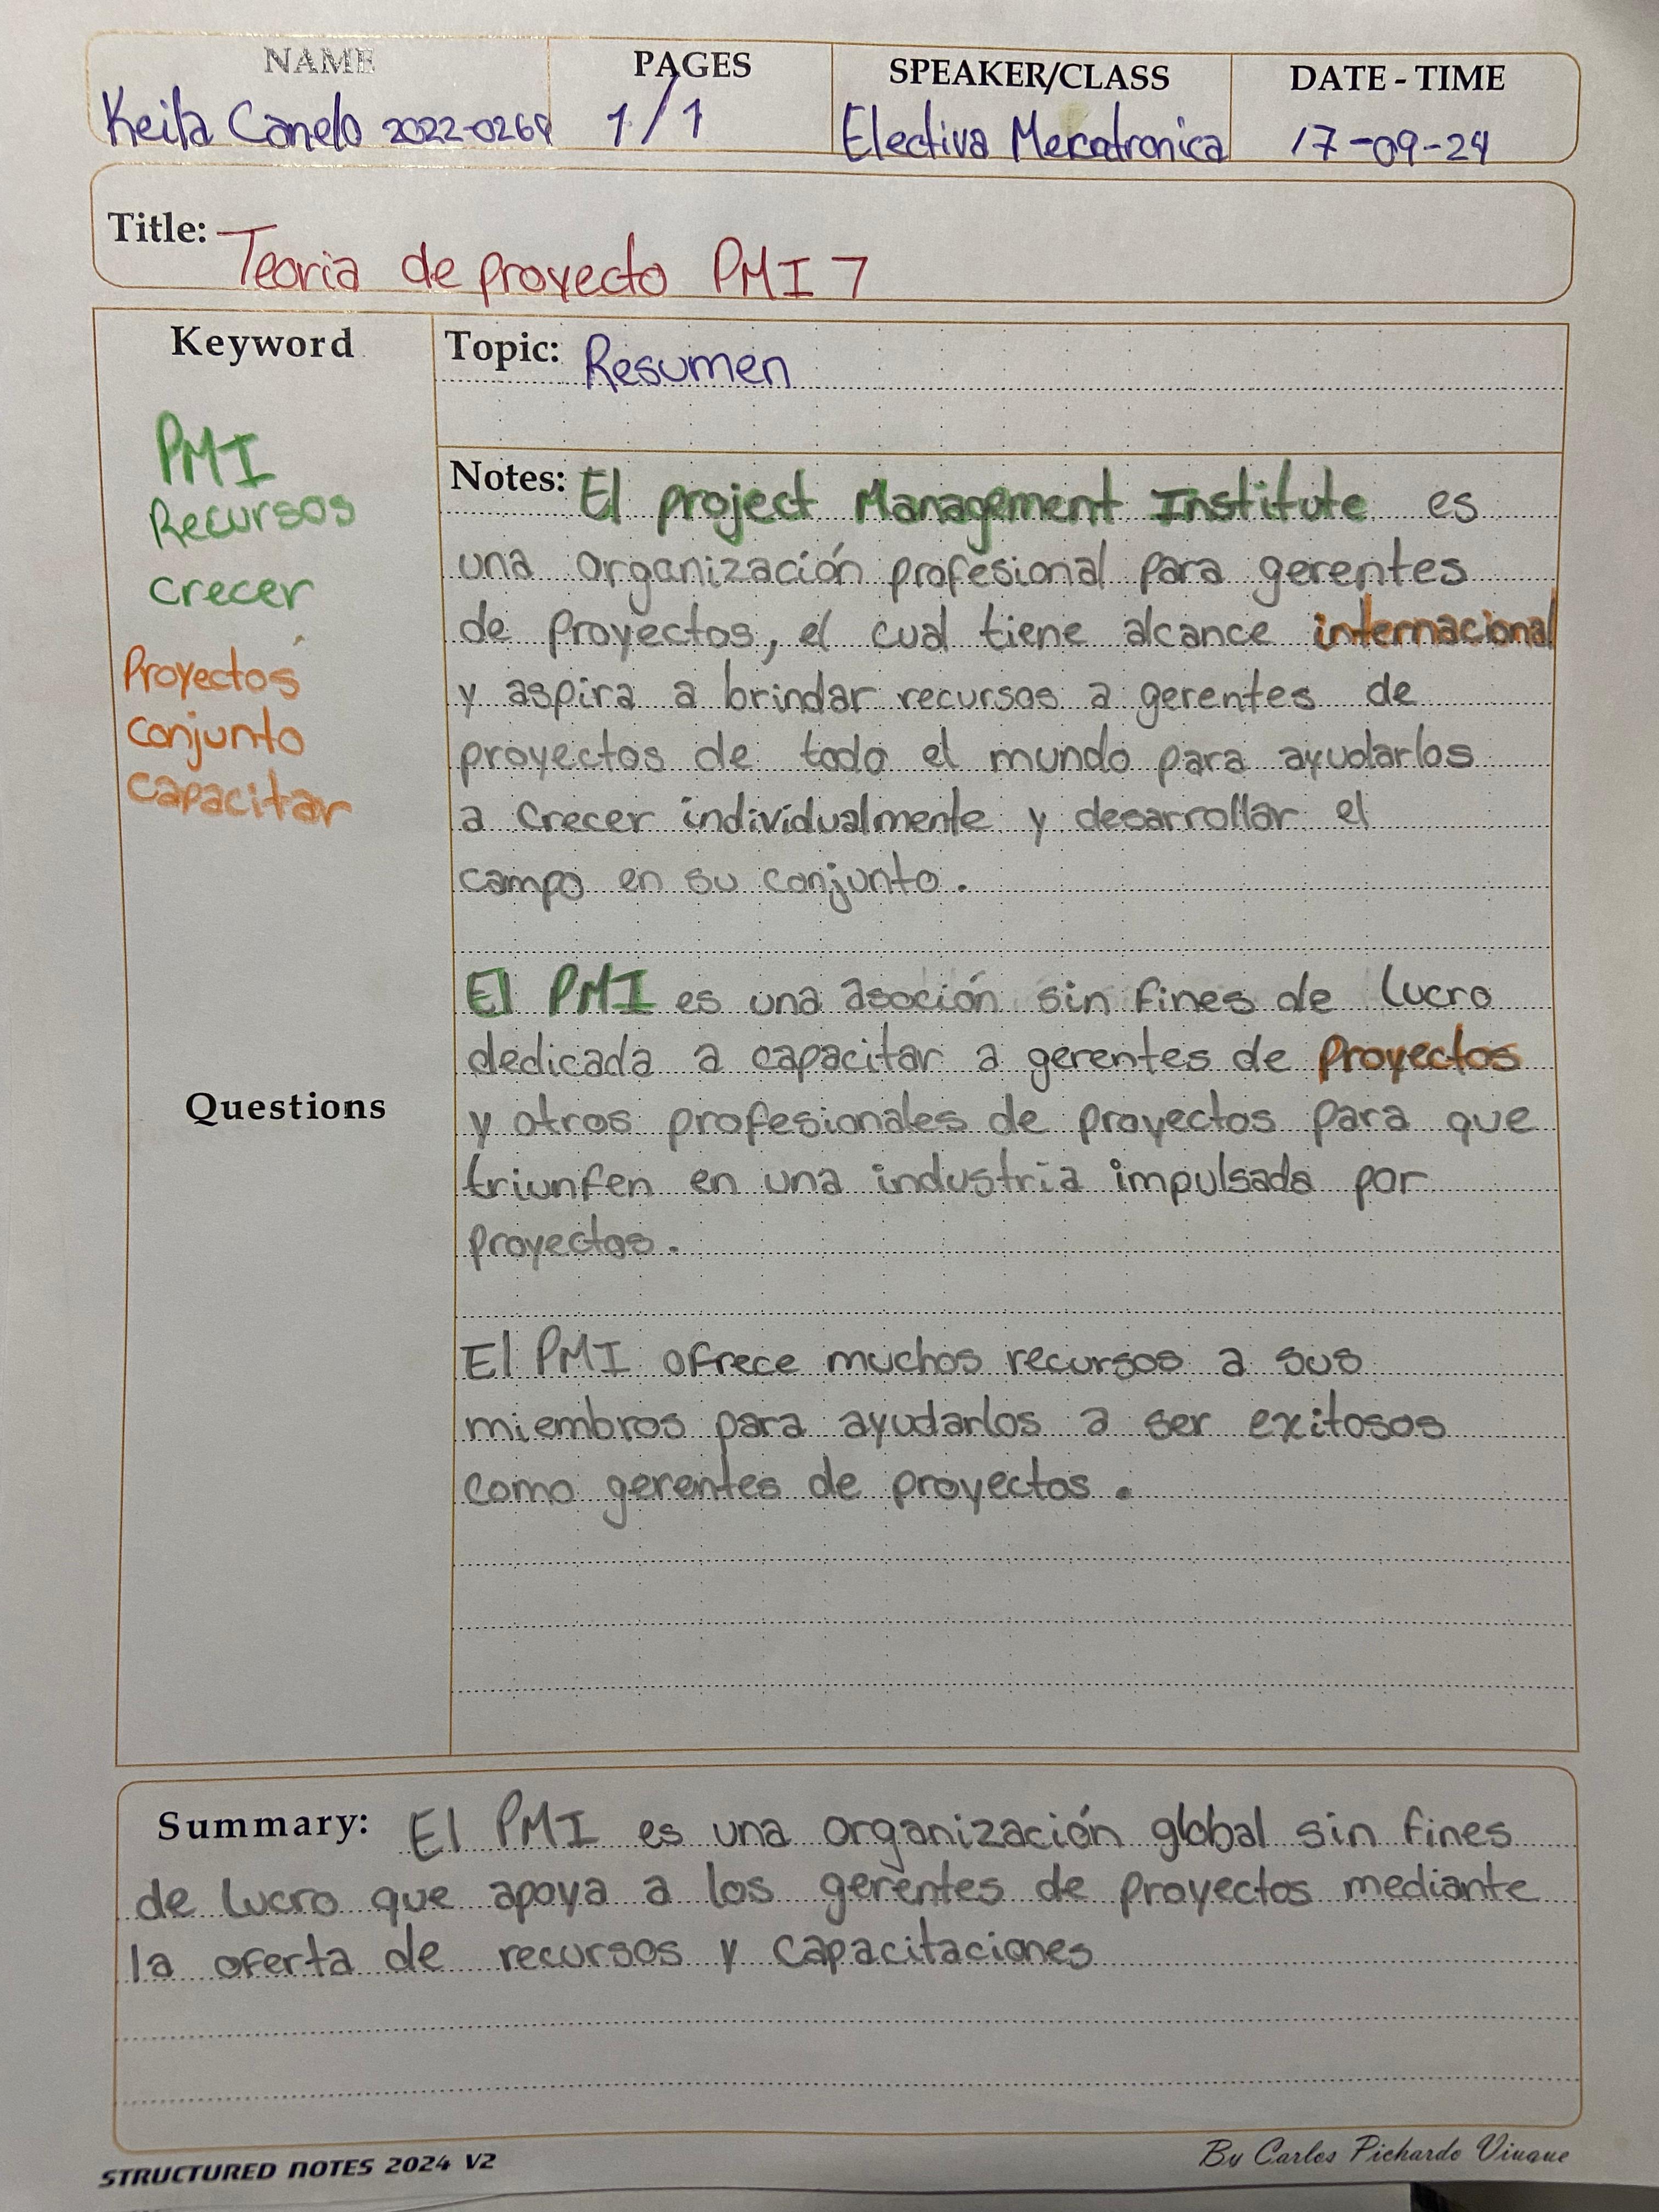 NAME PAGES SPEAKER/CLASS DATE - TIME
Keila Canelo 2022-0269 1/1 Electiva Mecatronica 17-09-24
Title: Teoria de proyecto PMI 7
Keyword
PMI
Recursos
crecer
Proyectos
conjunto
capacitar
Questions
Topic: Resumen
Notes: El project Management Institute es
una organización profesional para gerentes
de proyectos, el cual tiene alcance internacional
y aspira a brindar recursos a gerentes de
proyectos de todo el mundo para ayudarlos
a crecer individualmente y desarrollar el
campo en su conjunto.
El PMI es una asoción sin fines de lucro
dedicada a capacitar a gerentes de proyectos
y otros profesionales de proyectos para que
triunfen en una industria impulsada por
proyectos.
El PMI ofrece muchos recursos a sus
miembros para ayudarlos a ser exitosos
como gerentes de proyectos.
Summary: El PMI es una organización global sin fines
de lucro que apoya a los gerentes de proyectos mediante
la oferta de recursos y capacitaciones
STRUCTURED NOTES 2024 V2 By Carlos Pichardo Viuque